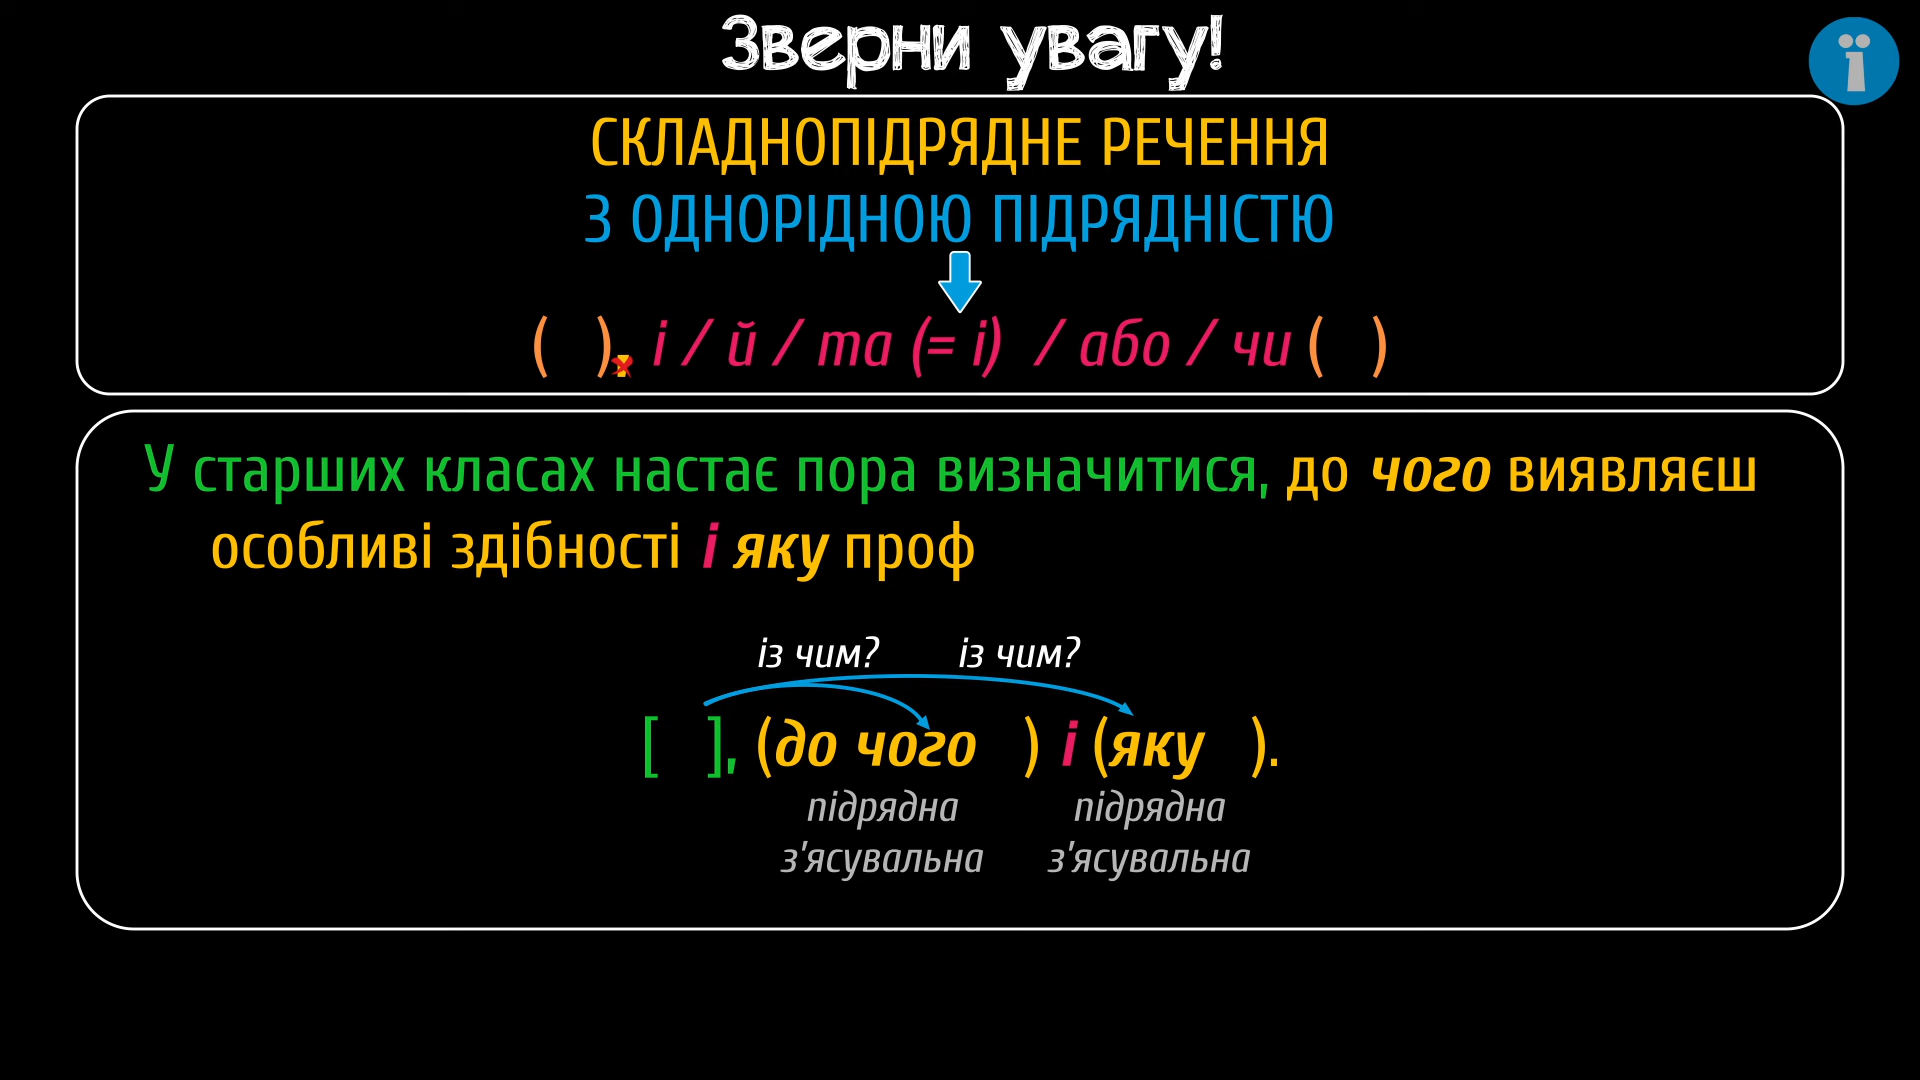 Зверни увагу!
ї
СКЛАДНОПІДРЯДНЕ РЕЧЕННЯ
З ОДНОРІДНОЮ ПІДРЯДНІСТЮ
( ), і / й / та (= і) / або / чи ( )
У старших класах настає пора визначитися, до чого виявляєш
особливі здібності і яку проф
із чим? із чим?
[ ], (до чого ) і (яку ).
підрядна підрядна
з'ясувальна з'ясувальна